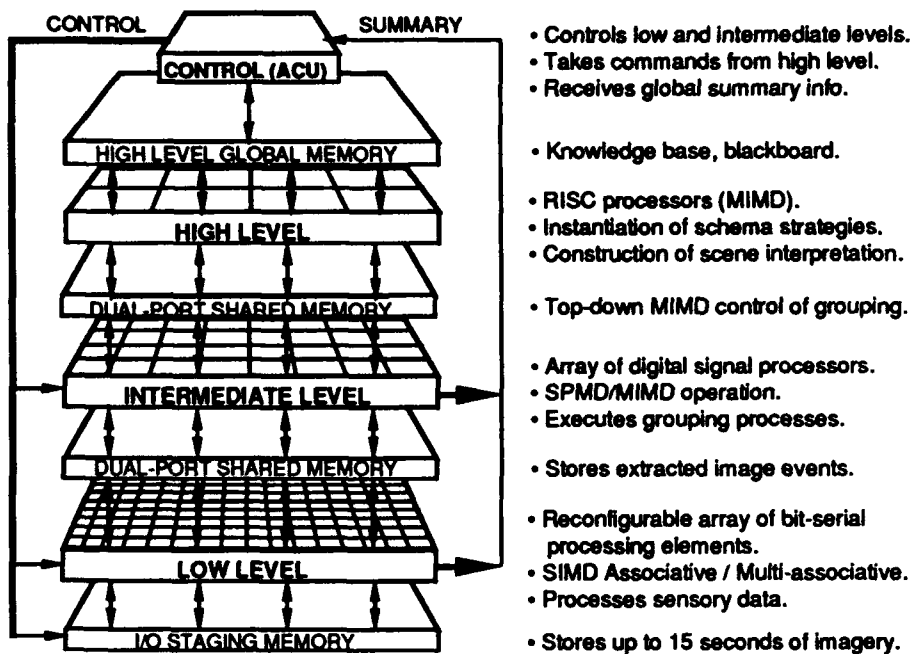 CONTROL
SUMMARY
CONTROL (ACU)
• Controls low and intermediate levels.
• Takes commands from high level.
• Receives global summary info.
HIGH LEVEL GLOBAL MEMORY
• Knowledge base, blackboard.
HIGH LEVEL
• RISC processors (MIMD).
• Instantiation of schema strategies.
• Construction of scene interpretation.
DUAL-PORT SHARED MEMORY
• Top-down MIMD control of grouping.
INTERMEDIATE LEVEL
• Array of digital signal processors.
• SPMD/MIMD operation.
• Executes grouping processes.
DUAL-PORT SHARED MEMORY
• Stores extracted image events.
LOW LEVEL
• Reconfigurable array of bit-serial
processing elements.
• SIMD Associative / Multi-associative.
• Processes sensory data.
I/O STAGING MEMORY
• Stores up to 15 seconds of imagery.